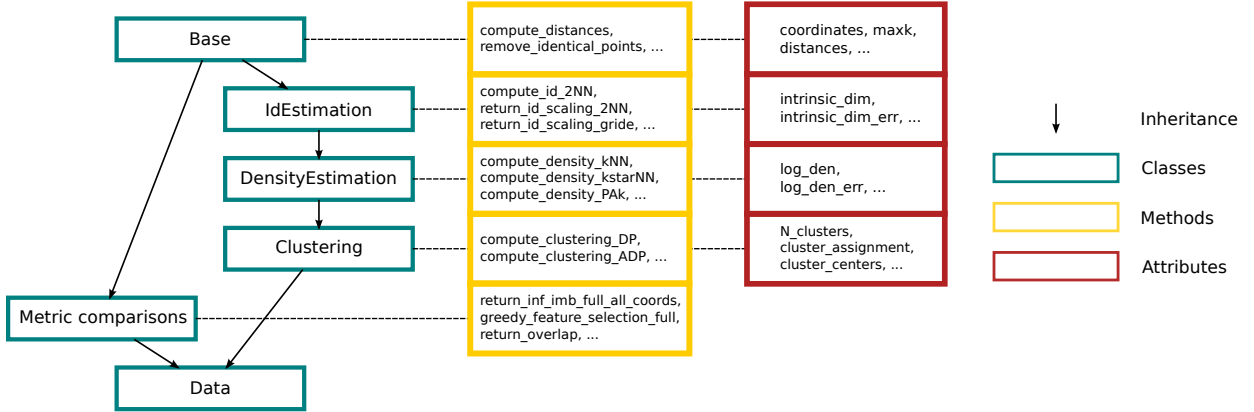 Base
compute_distances,
remove_identical_points, ...
coordinates, maxk,
distances, ...
IdEstimation
compute_id_2NN,
return_id_scaling_2NN,
return_id_scaling_gride, ...
intrinsic_dim,
intrinsic_dim_err, ...
DensityEstimation
compute_density_kNN,
compute_density_kstarNN,
compute_density_PAk, ...
log_den,
log_den_err, ...
Clustering
compute_clustering_DP,
compute_clustering_ADP, ...
N_clusters,
cluster_assignment,
cluster_centers, ...
Metric comparisons
return_inf_imb_full_all_coords,
greedy_feature_selection_full,
return_overlap, ...
Data
Inheritance
Classes
Methods
Attributes